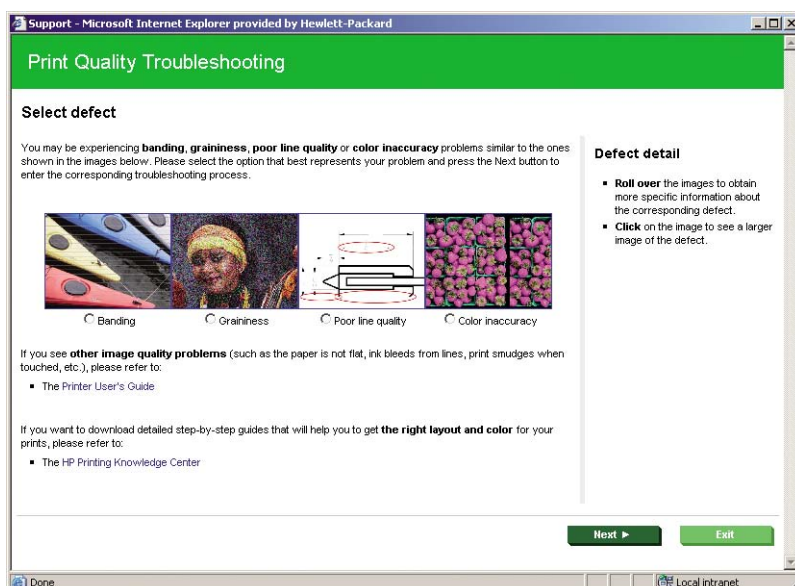 Support - Microsoft Internet Explorer provided by Hewlett-Packard
Print Quality Troubleshooting
Select defect
You may be experiencing banding, graininess, poor line quality or color inaccuracy problems similar to the ones
shown in the images below. Please select the option that best represents your problem and press the Next button to
enter the corresponding troubleshooting process.
Banding
Graininess
Poor line quality
Color inaccuracy
If you see other image quality problems (such as the paper is not flat, ink bleeds from lines, print smudges when
touched, etc.), please refer to:
▪ The Printer User's Guide
If you want to download detailed step-by-step guides that will help you to get the right layout and color for your
prints, please refer to:
▪ The HP Printing Knowledge Center
Defect detail
▪ Roll over the images to obtain
more specific information about
the corresponding defect.
▪ Click on the image to see a larger
image of the defect.
Next ►
Exit
Done
Local intranet